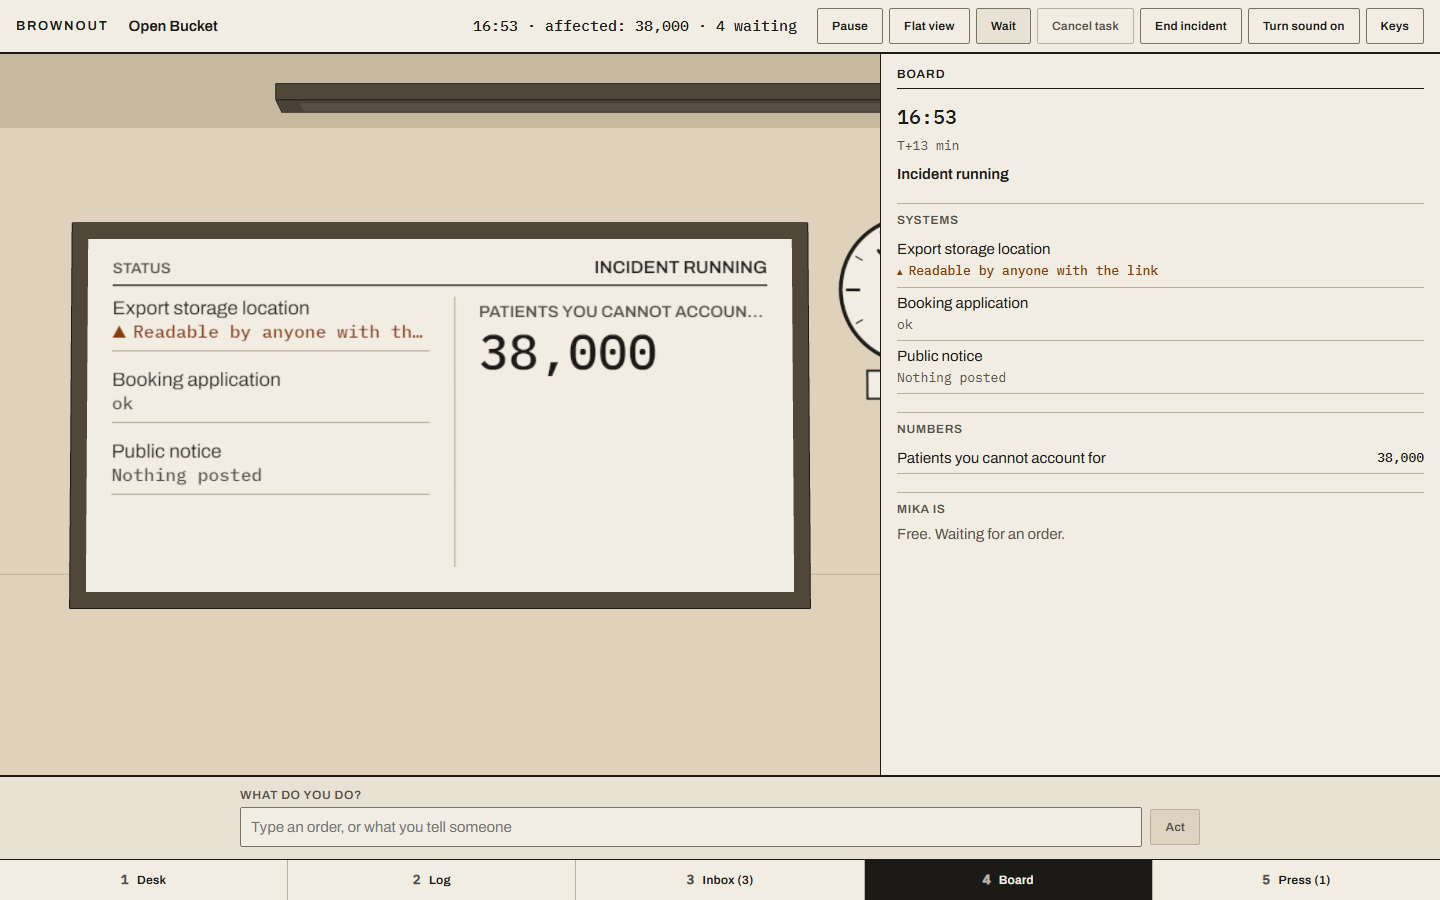 BROWNOUT Open Bucket 16:53 · affected: 38,000 · 4 waiting Pause Flat view Wait Cancel task End incident Turn sound on Keys
STATUS INCIDENT RUNNING
Export storage location
▲ Readable by anyone with th…
Booking application
ok
Public notice
Nothing posted
PATIENTS YOU CANNOT ACCOUN…
38,000
BOARD
16:53
T+13 min
Incident running
SYSTEMS
Export storage location
▲ Readable by anyone with the link
Booking application
ok
Public notice
Nothing posted
NUMBERS
Patients you cannot account for 38,000
MIKA IS
Free. Waiting for an order.
WHAT DO YOU DO?
Type an order, or what you tell someone Act
1 Desk 2 Log 3 Inbox (3) 4 Board 5 Press (1)